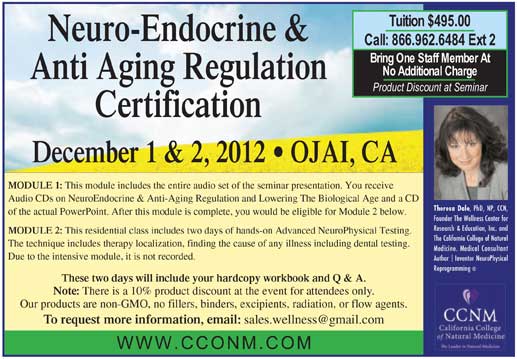 Neuro-Endocrine &
Anti Aging Regulation
Certification
December 1 & 2, 2012 • OJAI, CA
Tuition $495.00
Call: 866.962.6484 Ext 2
Bring One Staff Member At
No Additional Charge
Product Discount at Seminar
MODULE 1: This module includes the entire audio set of the seminar presentation. You receive
Audio CDs on NeuroEndocrine & Anti-Aging Regulation and Lowering The Biological Age and a CD
of the actual PowerPoint. After this module is complete, you would be eligible for Module 2 below.
MODULE 2: This residential class includes two days of hands-on Advanced NeuroPhysical Testing.
The technique includes therapy localization, finding the cause of any illness including dental testing.
Due to the intensive module, it is not recorded.
These two days will include your hardcopy workbook and Q & A.
Note: There is a 10% product discount at the event for attendees only.
Our products are non-GMO, no fillers, binders, excipients, radiation, or flow agents.
To request more information, email: sales.wellness@gmail.com
WWW.CCONM.COM
Theresa Dale, PhD, NP, CCN,
Founder The Wellness Center for
Research & Education, Inc. and
The California College of Natural
Medicine. Medical Consultant
Author | Inventor NeuroPhysical
Reprogramming ®
CCNM
California College
of Natural Medicine
The Leader in Natural Medicine